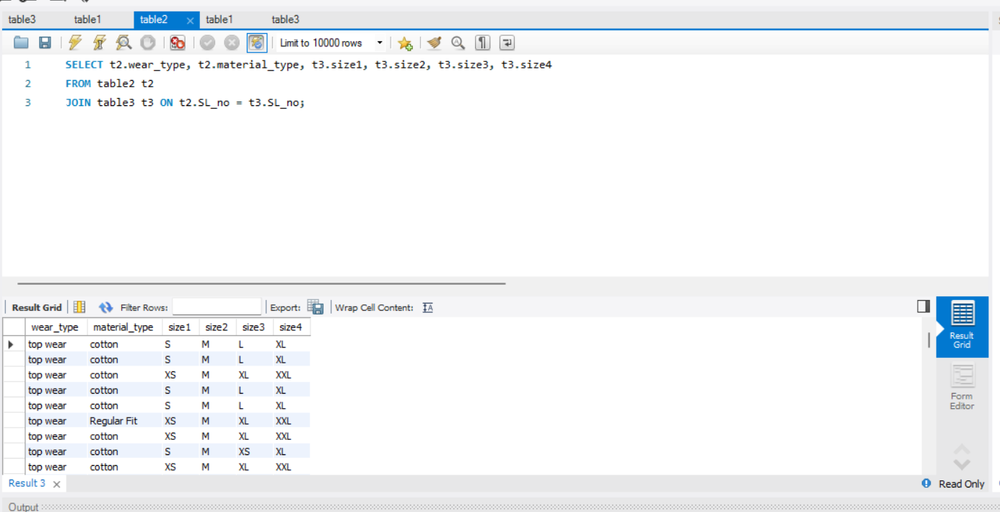 table3 table1 table2 × table1 table3
Limit to 10000 rows
1 SELECT t2.wear_type, t2.material_type, t3.size1, t3.size2, t3.size3, t3.size4
2 FROM table2 t2
3 JOIN table3 t3 ON t2.SL_no = t3.SL_no;
Result Grid Filter Rows: Export: Wrap Cell Content:
wear_type material_type size1 size2 size3 size4
top wear cotton S M L XL
top wear cotton S M L XL
top wear cotton XS M XL XXL
top wear cotton S M L XL
top wear cotton S M L XL
top wear Regular Fit XS M XL XXL
top wear cotton XS M XL XXL
top wear cotton S M XS XL
top wear cotton XS M XL XXL
Result
Grid
Form
Editor
Result 3 × Read Only
Output